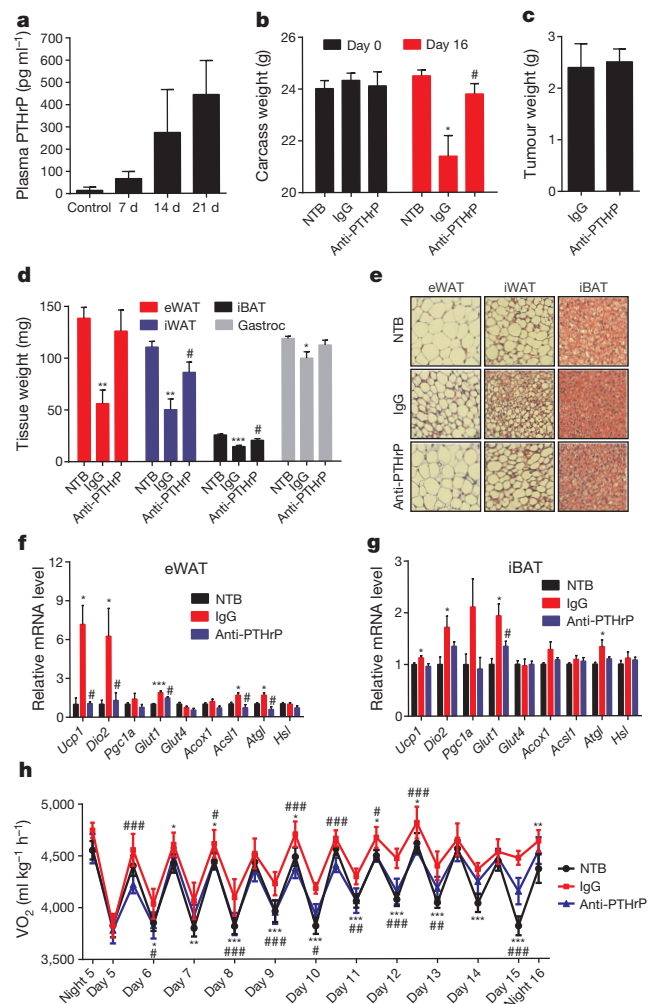 a
Plasma PTHrP (pg ml⁻¹)
700
600
500
400
300
200
100
0
Control 7 d 14 d 21 d
b
Day 0 Day 16
Carcass weight (g)
26
24
22
20
#
*
NTB IgG Anti-PTHrP NTB IgG Anti-PTHrP
c
Tumour weight (g)
3
2
1
0
IgG Anti-PTHrP
d
eWAT iBAT
iWAT Gastroc
Tissue weight (mg)
150
100
50
0
** ** # *** # *
NTB IgG Anti-PTHrP NTB IgG Anti-PTHrP NTB IgG Anti-PTHrP NTB IgG Anti-PTHrP
e
eWAT iWAT iBAT
NTB
IgG
Anti-PTHrP
f
eWAT
NTB
IgG
Anti-PTHrP
Relative mRNA level
12
9
6
3
0
* # * # *** # * # * #
Ucp1 Dio2 Pgc1a Glut1 Glut4 Acox1 Acsl1 Atgl Hsl
g
iBAT
NTB
IgG
Anti-PTHrP
Relative mRNA level
4
3
2
1
0
* * * # *
Ucp1 Dio2 Pgc1a Glut1 Glut4 Acox1 Acsl1 Atgl Hsl
h
VO₂ (ml kg⁻¹ h⁻¹)
5,000
4,500
4,000
3,500
### * # * ### * ### # * ### * **
* # ** *** ### *** ### *** # *** ## *** ### *** ## *** *** ###
NTB
IgG
Anti-PTHrP
Night 5 Day 5 Day 6 Day 7 Day 8 Day 9 Day 10 Day 11 Day 12 Day 13 Day 14 Day 15 Night 16